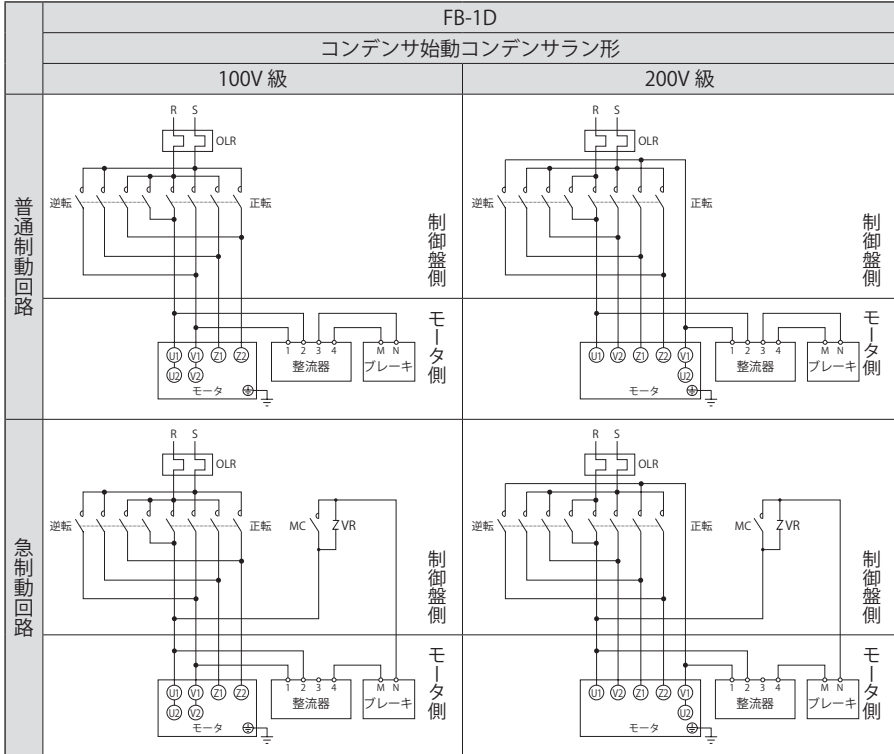 FB-1D
コンデンサ始動コンデンサラン形
100V 級
200V 級
普通制動回路
R S
OLR
逆転
正転
制御盤側
モータ側
U1 V1 Z1 Z2
U2 V2
モータ
1 2 3 4
整流器
M N
ブレーキ
R S
OLR
逆転
正転
制御盤側
モータ側
U1 V2 Z1 Z2 V1
U2
モータ
1 2 3 4
整流器
M N
ブレーキ
急制動回路
R S
OLR
逆転
正転
MC
VR
制御盤側
モータ側
U1 V1 Z1 Z2
U2 V2
モータ
1 2 3 4
整流器
M N
ブレーキ
R S
OLR
逆転
正転
MC
VR
制御盤側
モータ側
U1 V2 Z1 Z2 V1
U2
モータ
1 2 3 4
整流器
M N
ブレーキ